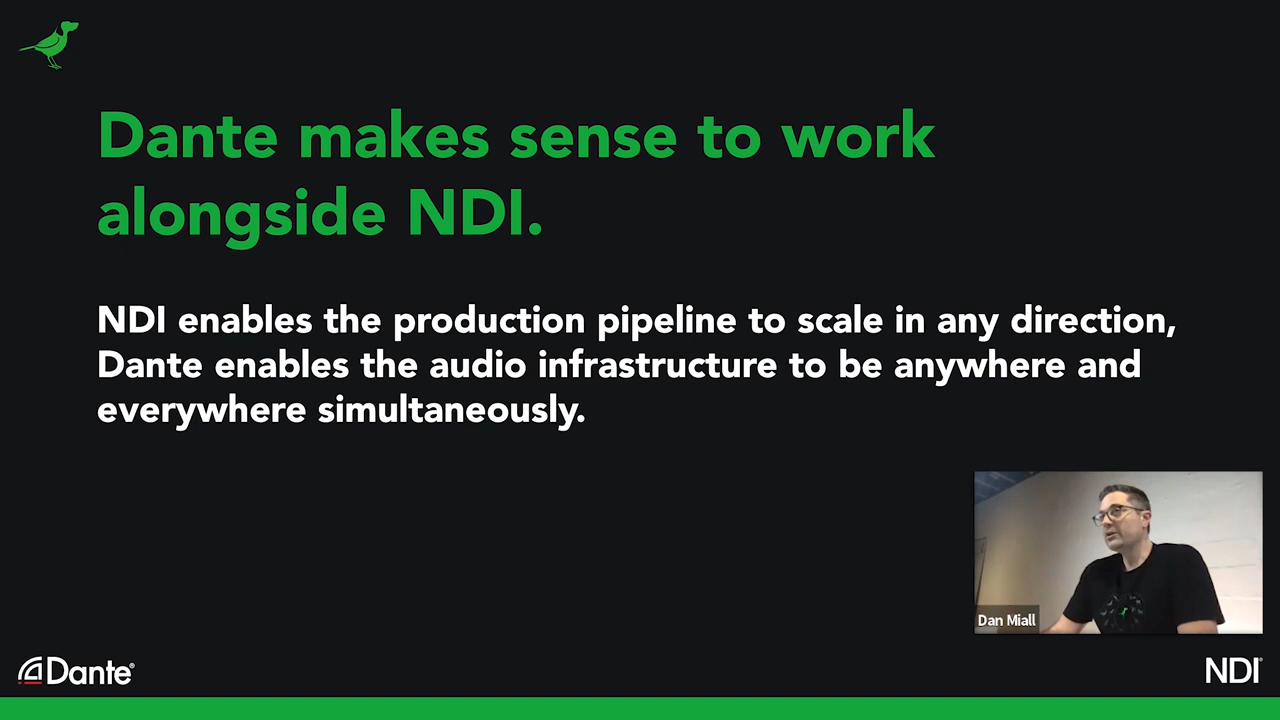 Dante makes sense to work
alongside NDI.
NDI enables the production pipeline to scale in any direction,
Dante enables the audio infrastructure to be anywhere and
everywhere simultaneously.
Dan Miall
Dante®
NDI®